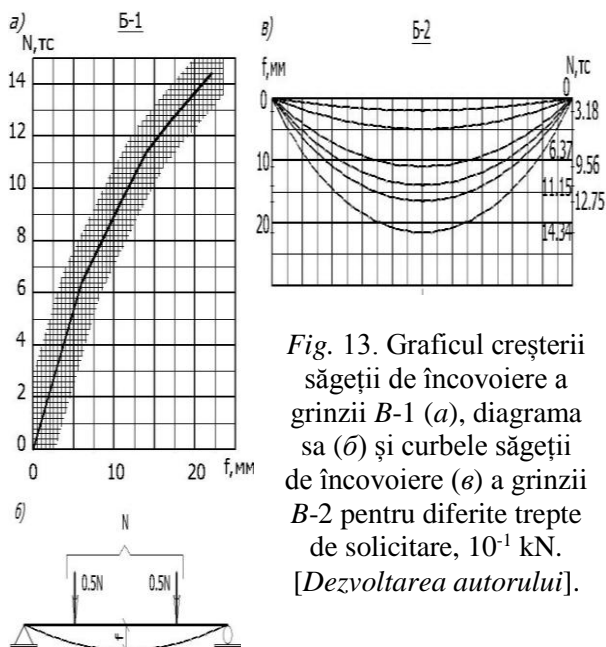 а)
Б-1
N,тс
14
12
10
8
6
4
2
0
0 10 20 f,мм
б)
N
0.5N 0.5N
f
в)
Б-2
f,мм N,тс
0 0
3.18
6.37
9.56
10
11.15
12.75
20
14.34
Fig. 13. Graficul creșterii
săgeții de încovoiere a
grinzii B-1 (a), diagrama
sa (б) și curbele săgeții
de încovoiere (в) a grinzii
B-2 pentru diferite trepte
de solicitare, 10⁻¹ kN.
[Dezvoltarea autorului].